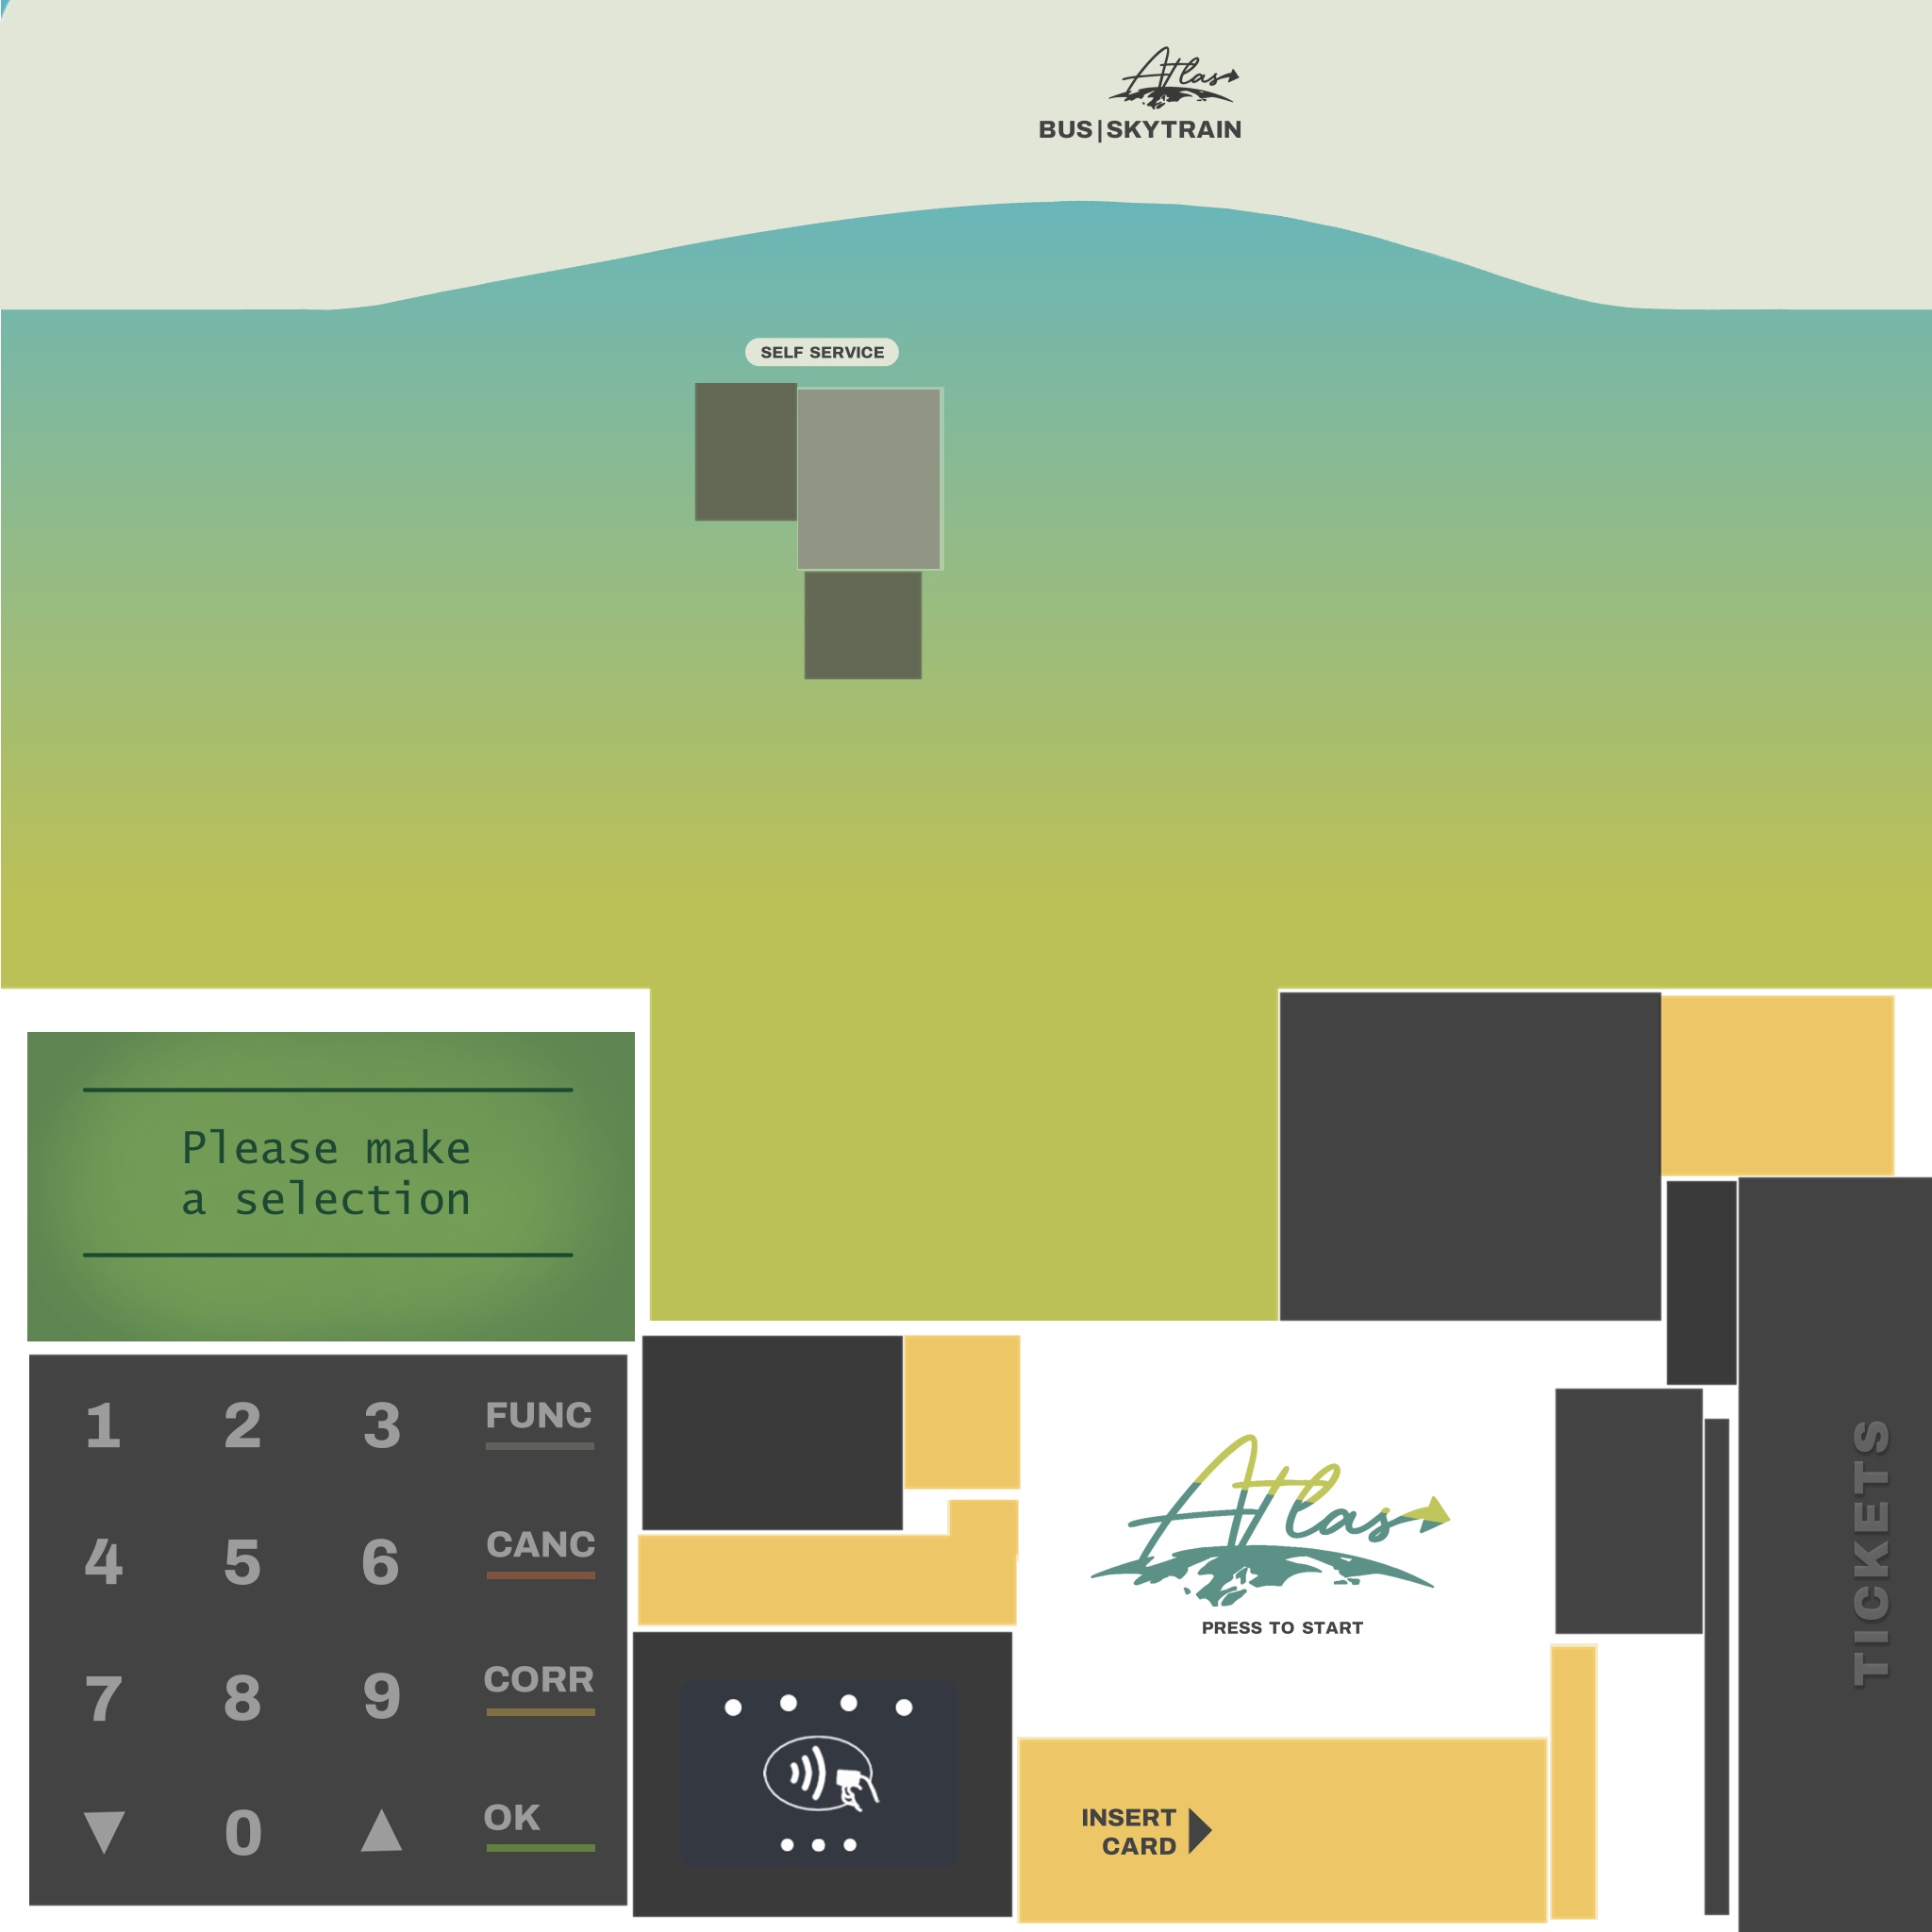 Atlas
BUS|SKYTRAIN
SELF SERVICE
Please make
a selection
1 2 3 FUNC
4 5 6 CANC
7 8 9 CORR
0 OK
Atlas
PRESS TO START
INSERT
CARD
TICKETS